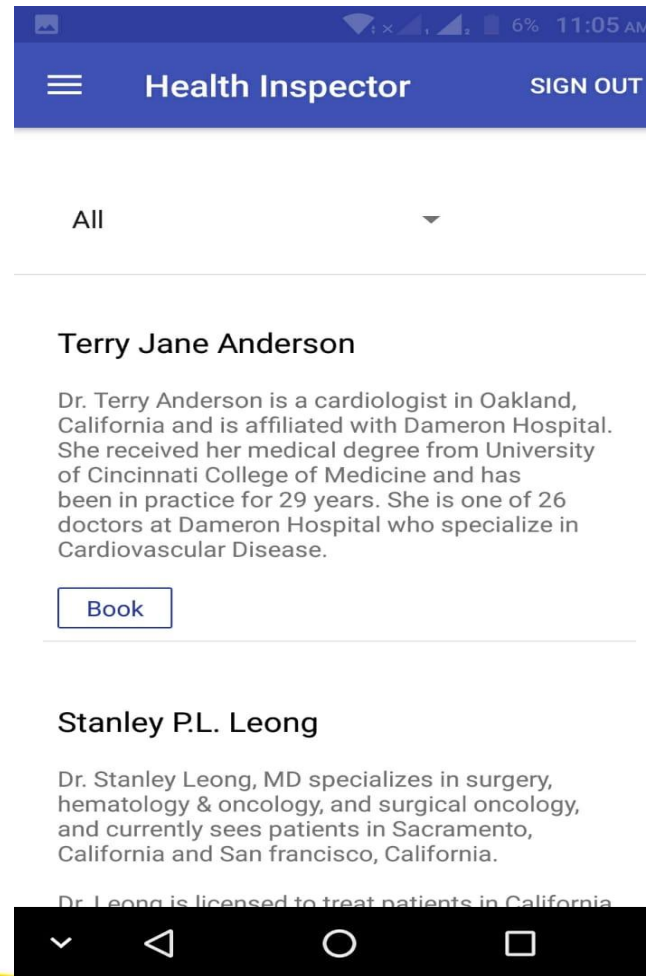 6% 11:05 AM
Health Inspector SIGN OUT
All
Terry Jane Anderson
Dr. Terry Anderson is a cardiologist in Oakland,
California and is affiliated with Dameron Hospital.
She received her medical degree from University
of Cincinnati College of Medicine and has
been in practice for 29 years. She is one of 26
doctors at Dameron Hospital who specialize in
Cardiovascular Disease.
Book
Stanley P.L. Leong
Dr. Stanley Leong, MD specializes in surgery,
hematology & oncology, and surgical oncology,
and currently sees patients in Sacramento,
California and San francisco, California.
Dr. Leong is licensed to treat patients in California